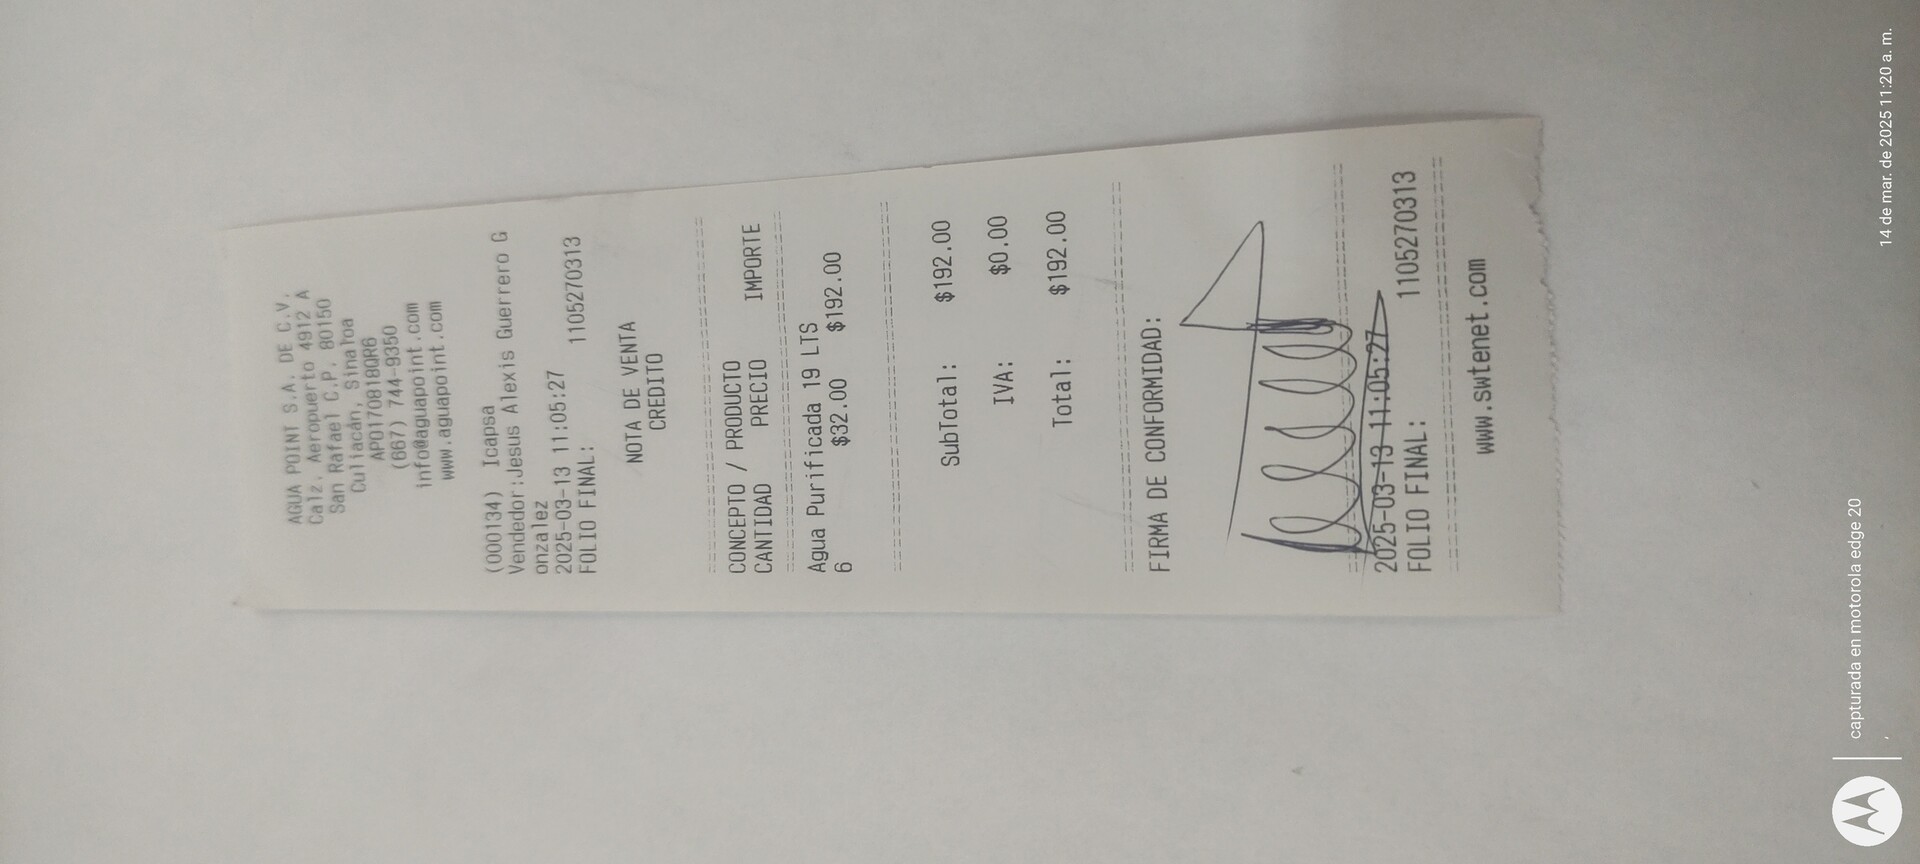 AGUA POINT S.A. DE C.V.
Calz. Aeropuerto 4912 A
San Rafael C.P. 80150
Culiacán, Sinaloa
APO170818QR6
(667) 744-9350
info@aguapoint.com
www.aguapoint.com
(000134) Icapsa
Vendedor:Jesus Alexis Guerrero G
onzalez
2025-03-13 11:05:27
FOLIO FINAL: 1105270313
NOTA DE VENTA
CREDITO
CONCEPTO / PRODUCTO
CANTIDAD PRECIO IMPORTE
Agua Purificada 19 LTS
6 $32.00 $192.00
SubTotal: $192.00
IVA: $0.00
Total: $192.00
FIRMA DE CONFORMIDAD:
2025-03-13 11:05:27
FOLIO FINAL: 1105270313
www.swtenet.com
capturada en motorola edge 20
,
14 de mar. de 2025 11:20 a. m.